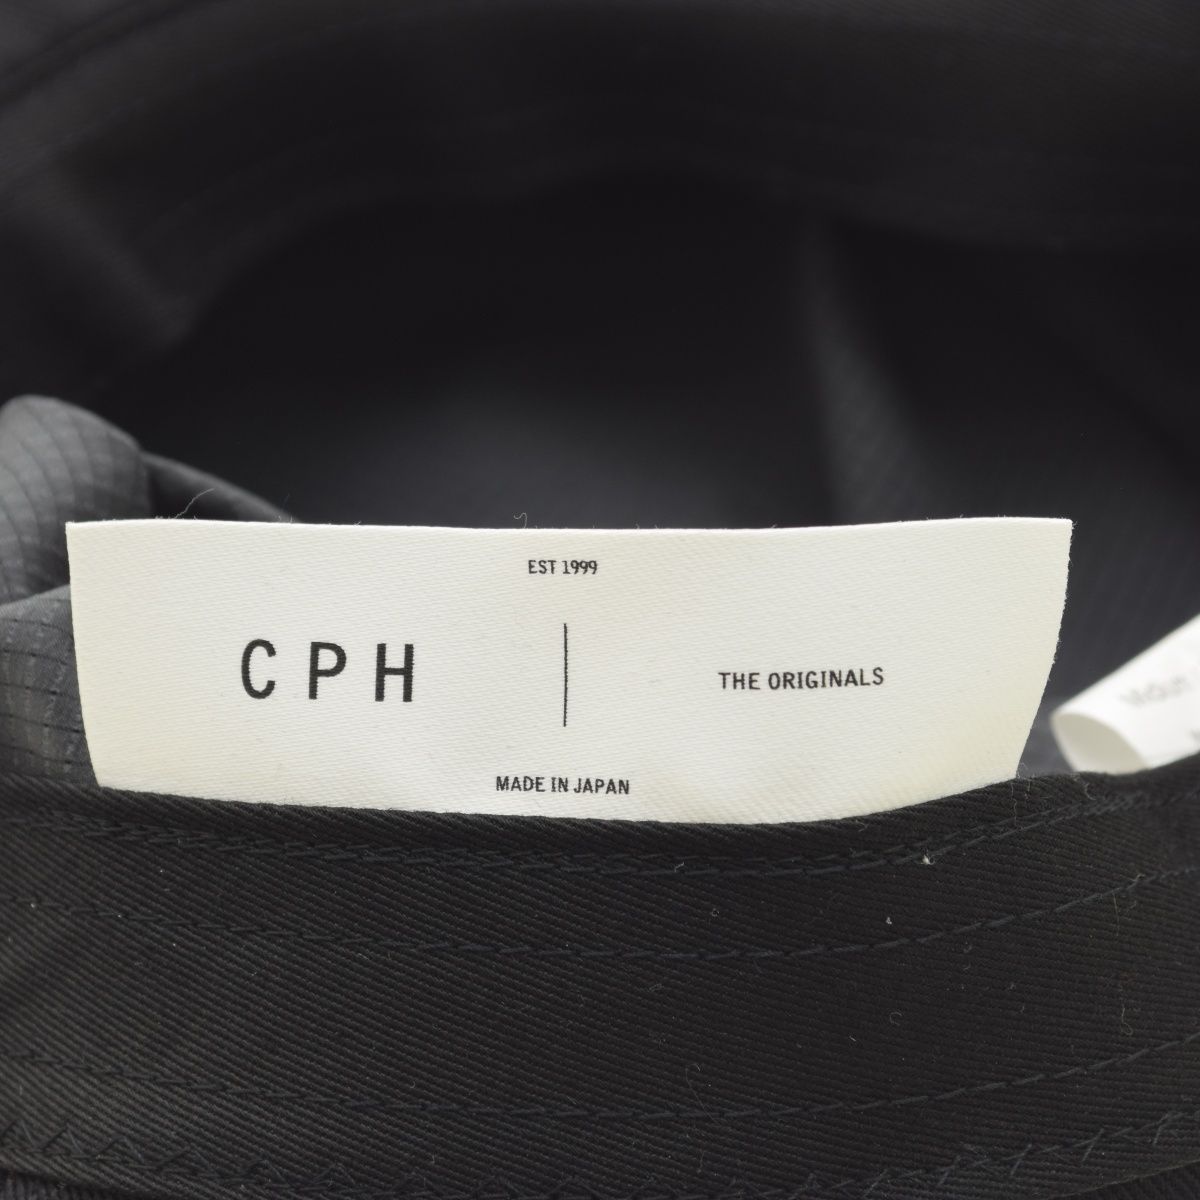 EST 1999
CPH
THE ORIGINALS
MADE IN JAPAN